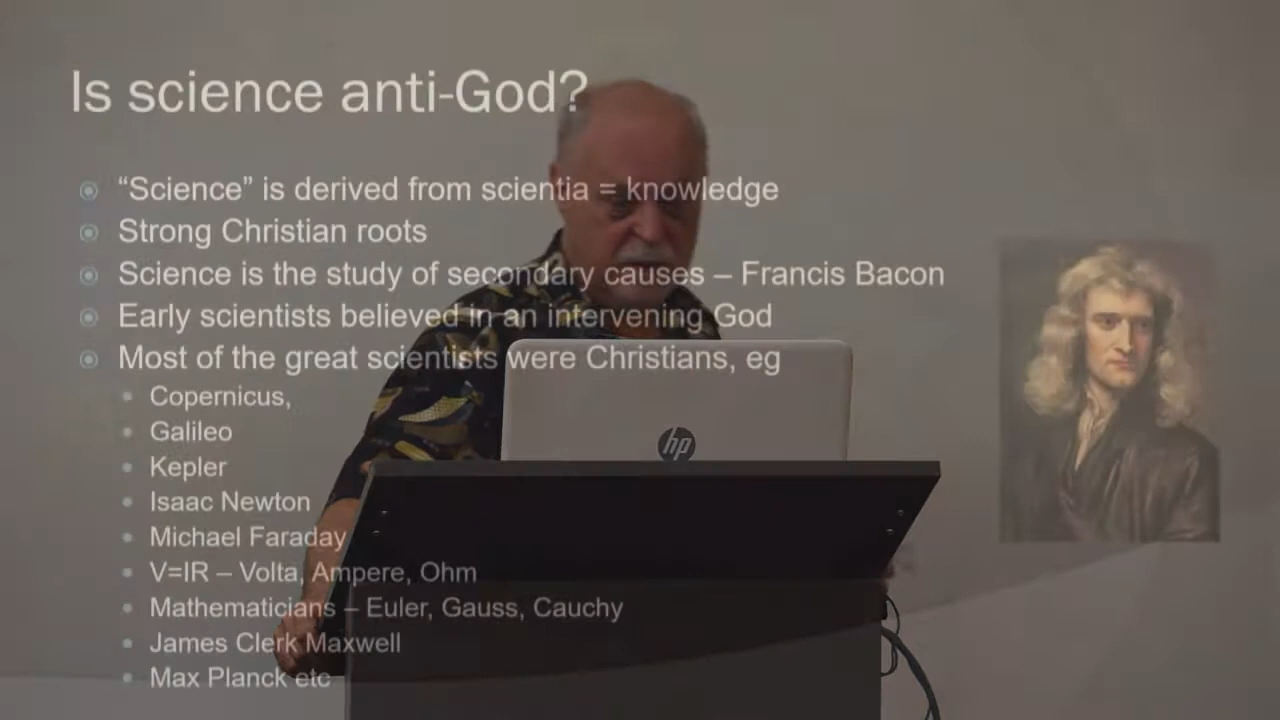 Is science anti-God?
“Science” is derived from scientia = knowledge
Strong Christian roots
Science is the study of secondary causes – Francis Bacon
Early scientists believed in an intervening God
Most of the great scientists were Christians, eg
Copernicus,
Galileo
Kepler
Isaac Newton
Michael Faraday
V=IR – Volta, Ampere, Ohm
Mathematicians – Euler, Gauss, Cauchy
James Clerk Maxwell
Max Planck etc
hp